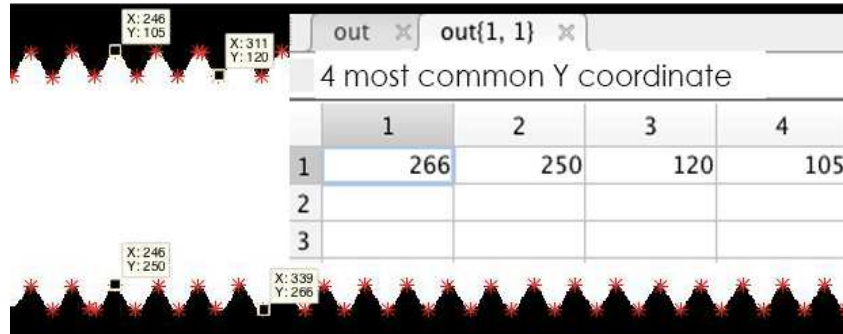 X: 246
Y: 105
X: 311
Y: 120
out out{1, 1}
4 most common Y coordinate
1 2 3 4
1 266 250 120 105
2
3
X: 246
Y: 250
X: 339
Y: 266